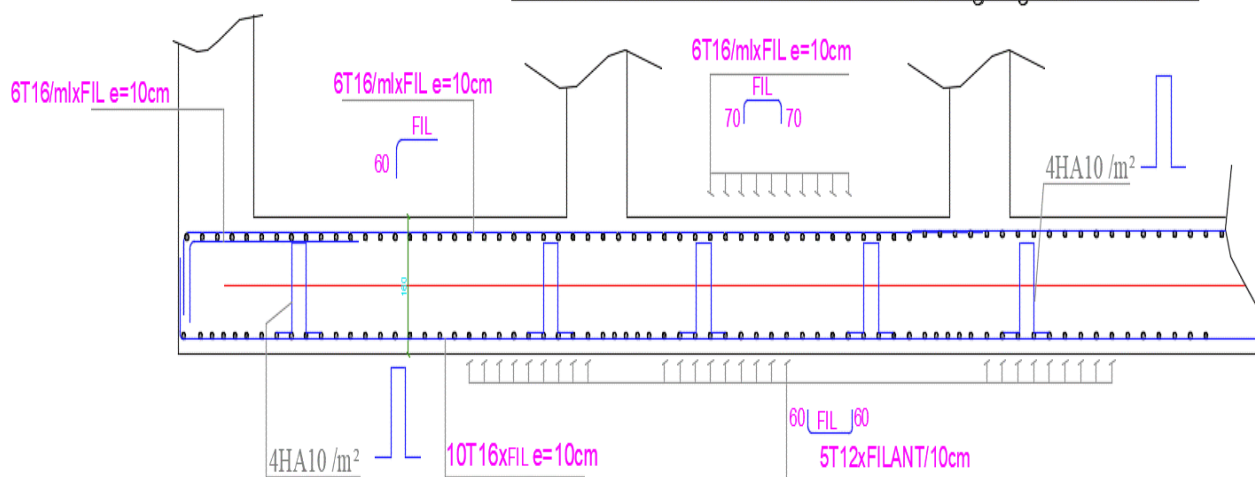 6T16/mlxFIL e=10cm
6T16/mlxFIL e=10cm
6T16/mlxFIL e=10cm
FIL
60
FIL
70
70
4HA10 /m²
4HA10 /m²
10T16xFIL e=10cm
60
FIL
60
5T12xFILANT/10cm